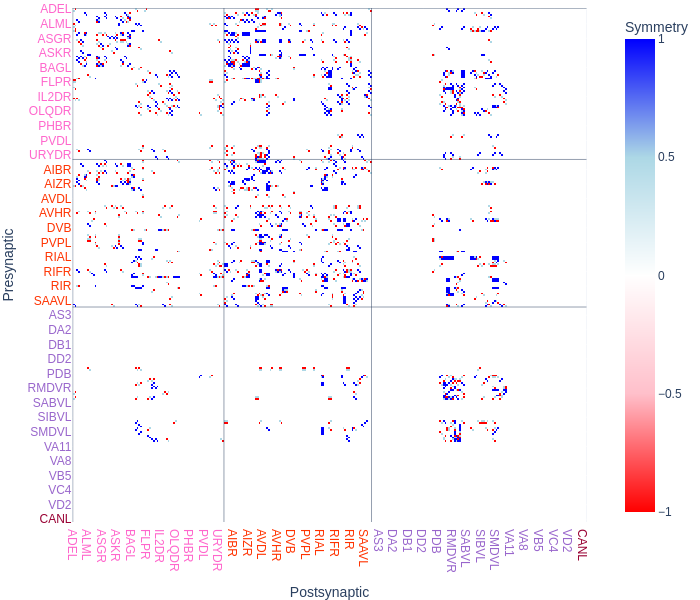 Symmetry
1
0.5
0
−0.5
−1
Presynaptic
ADEL
ALML
ASGR
ASKR
BAGL
FLPR
IL2DR
OLQDR
PHBR
PVDL
URYDR
AIBR
AIZR
AVDL
AVHR
DVB
PVPL
RIAL
RIFR
RIR
SAAVL
AS3
DA2
DB1
DD2
PDB
RMDVR
SABVL
SIBVL
SMDVL
VA11
VA8
VB5
VC4
VD2
CANL
ADEL
ALML
ASGR
ASKR
BAGL
FLPR
IL2DR
OLQDR
PHBR
PVDL
URYDR
AIBR
AIZR
AVDL
AVHR
DVB
PVPL
RIAL
RIFR
RIR
SAAVL
AS3
DA2
DB1
DD2
PDB
RMDVR
SABVL
SIBVL
SMDVL
VA11
VA8
VB5
VC4
VD2
CANL
Postsynaptic